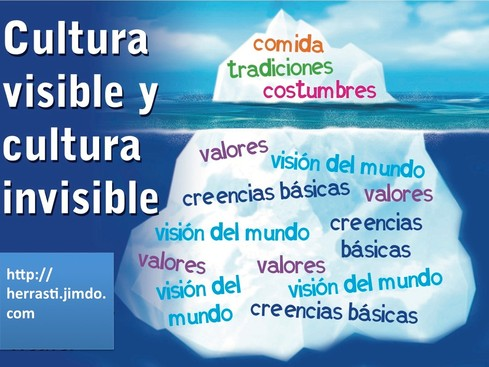 Cultura
visible y
cultura
invisible
http://
herrasti.jimdo.
com
comida
tradiciones
costumbres
valores
visión del mundo
creencias básicas
valores
visión del mundo
creencias
básicas
valores
valores
visión del
mundo
visión del mundo
creencias básicas